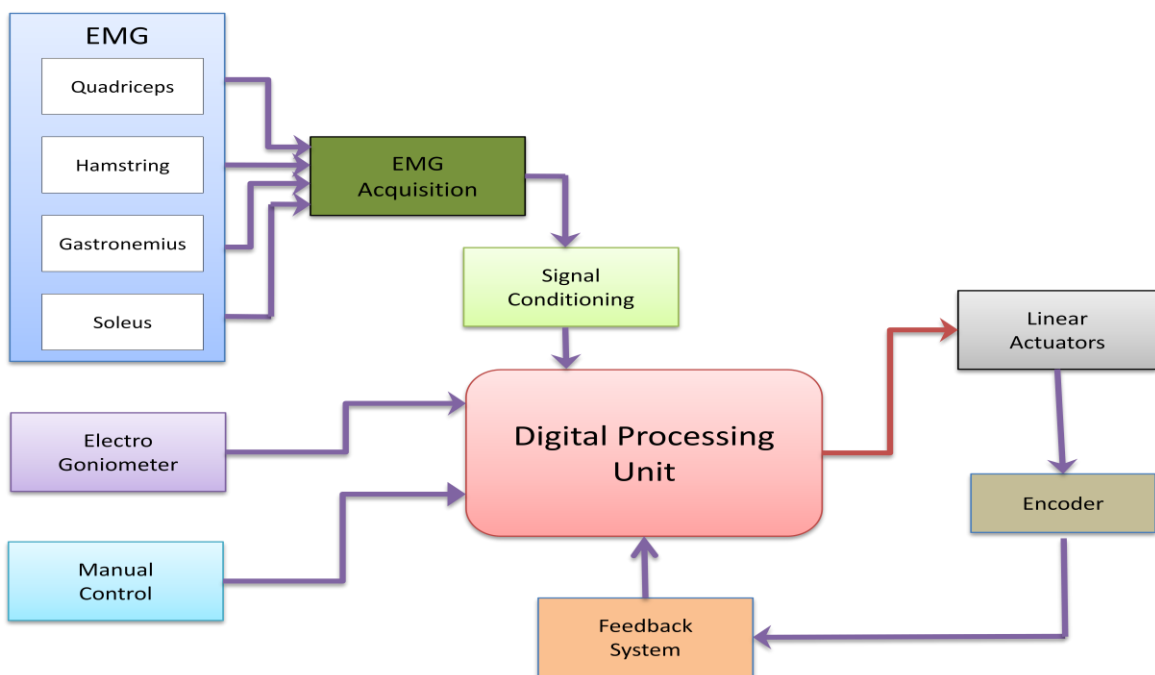 EMG
Quadriceps
Hamstring
Gastronemius
Soleus
EMG
Acquisition
Signal
Conditioning
Linear
Actuators
Electro
Goniometer
Digital Processing
Unit
Encoder
Manual
Control
Feedback
System